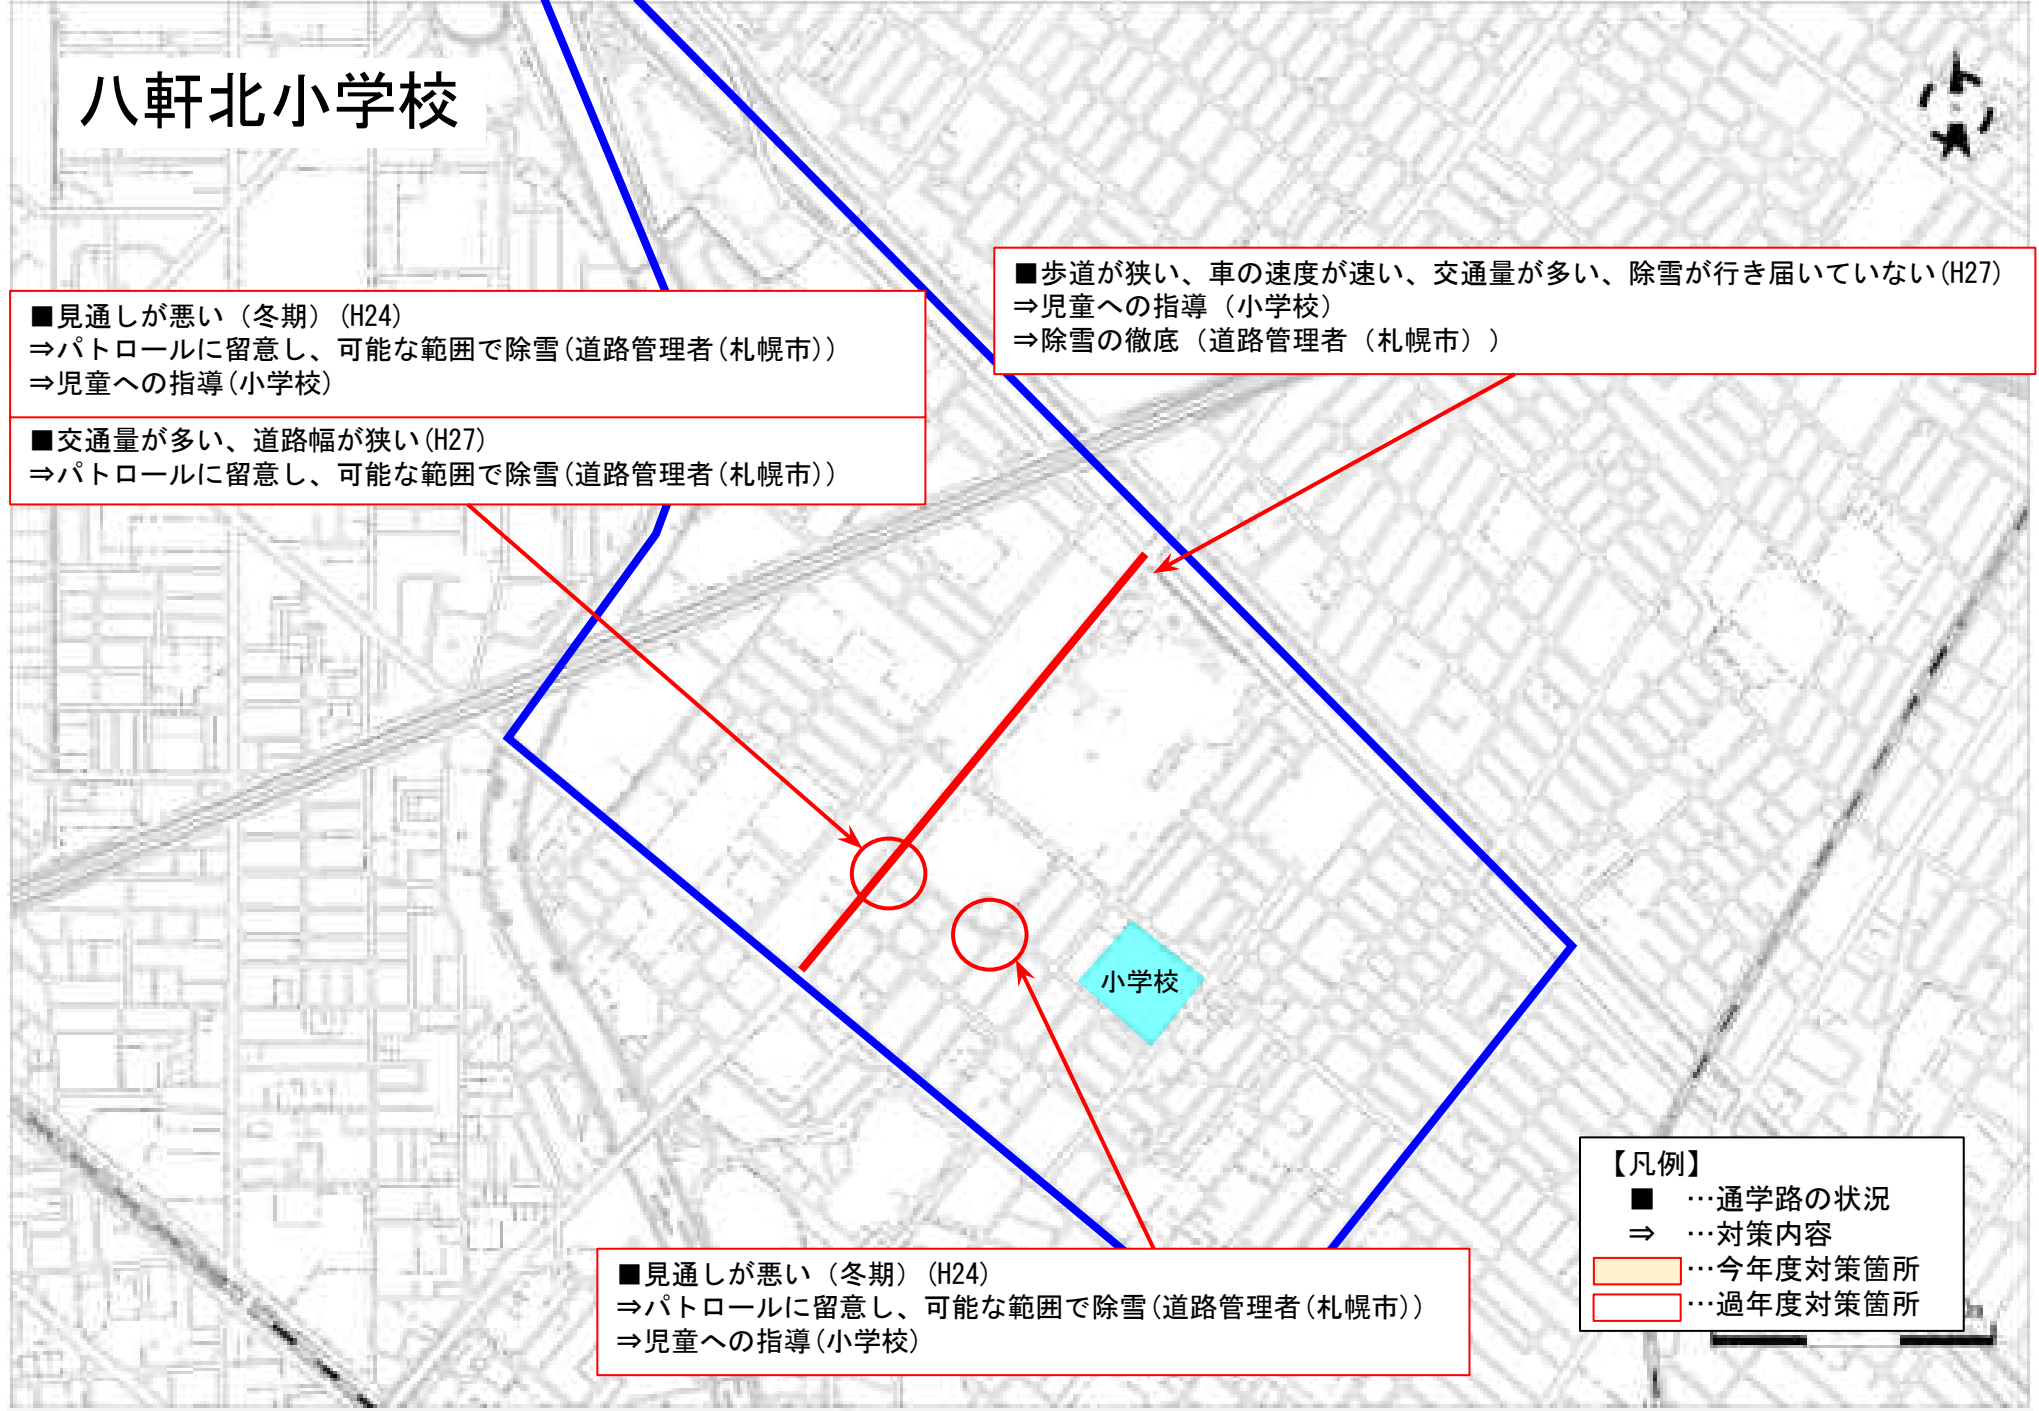 八軒北小学校
■歩道が狭い、車の速度が速い、交通量が多い、除雪が行き届いていない(H27)
⇒児童への指導（小学校）
⇒除雪の徹底（道路管理者（札幌市））
■見通しが悪い（冬期）(H24)
⇒パトロールに留意し、可能な範囲で除雪(道路管理者(札幌市))
⇒児童への指導(小学校)
■交通量が多い、道路幅が狭い(H27)
⇒パトロールに留意し、可能な範囲で除雪(道路管理者(札幌市))
小学校
■見通しが悪い（冬期）(H24)
⇒パトロールに留意し、可能な範囲で除雪(道路管理者(札幌市))
⇒児童への指導(小学校)
【凡例】
■　…通学路の状況
⇒　…対策内容
…今年度対策箇所
…過年度対策箇所